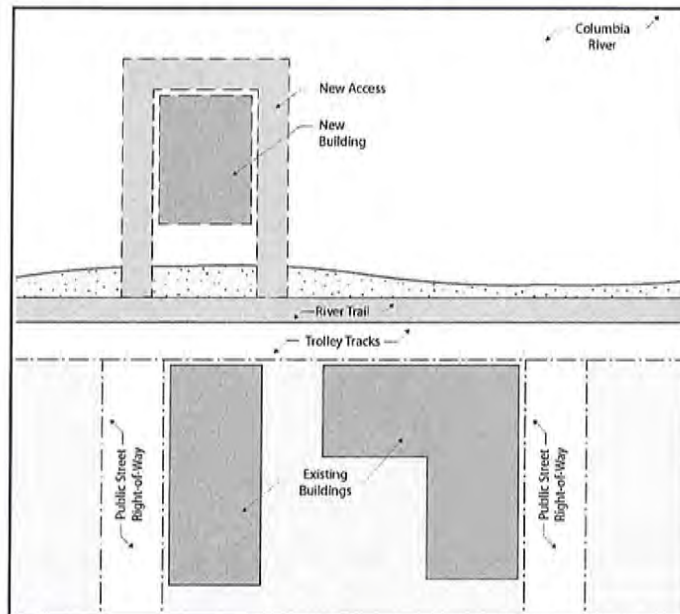 Columbia
River
New Access
New
Building
River Trail
Trolley Tracks
Public Street
Right-of-Way
Existing
Buildings
Public Street
Right-of-Way